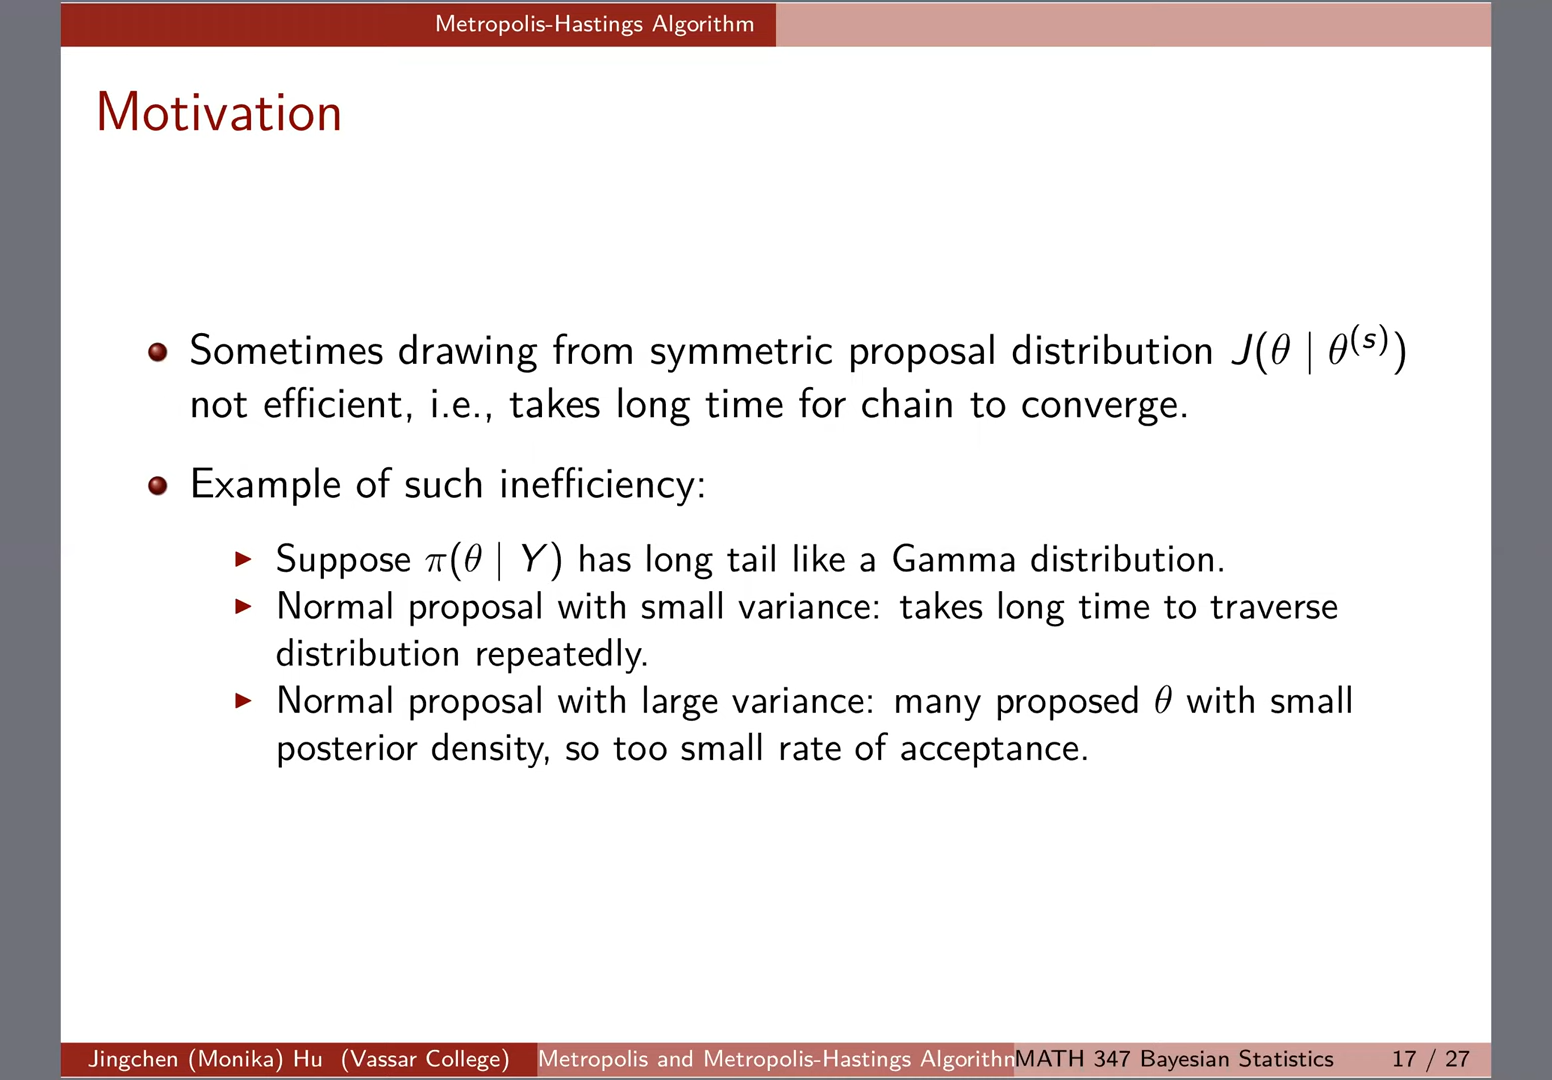 Metropolis-Hastings Algorithm
Motivation
Sometimes drawing from symmetric proposal distribution J(θ | θ^(s))
not efficient, i.e., takes long time for chain to converge.
Example of such inefficiency:
Suppose π(θ | Y) has long tail like a Gamma distribution.
Normal proposal with small variance: takes long time to traverse
distribution repeatedly.
Normal proposal with large variance: many proposed θ with small
posterior density, so too small rate of acceptance.
Jingchen (Monika) Hu (Vassar College) Metropolis and Metropolis-Hastings Algorithm MATH 347 Bayesian Statistics 17 / 27